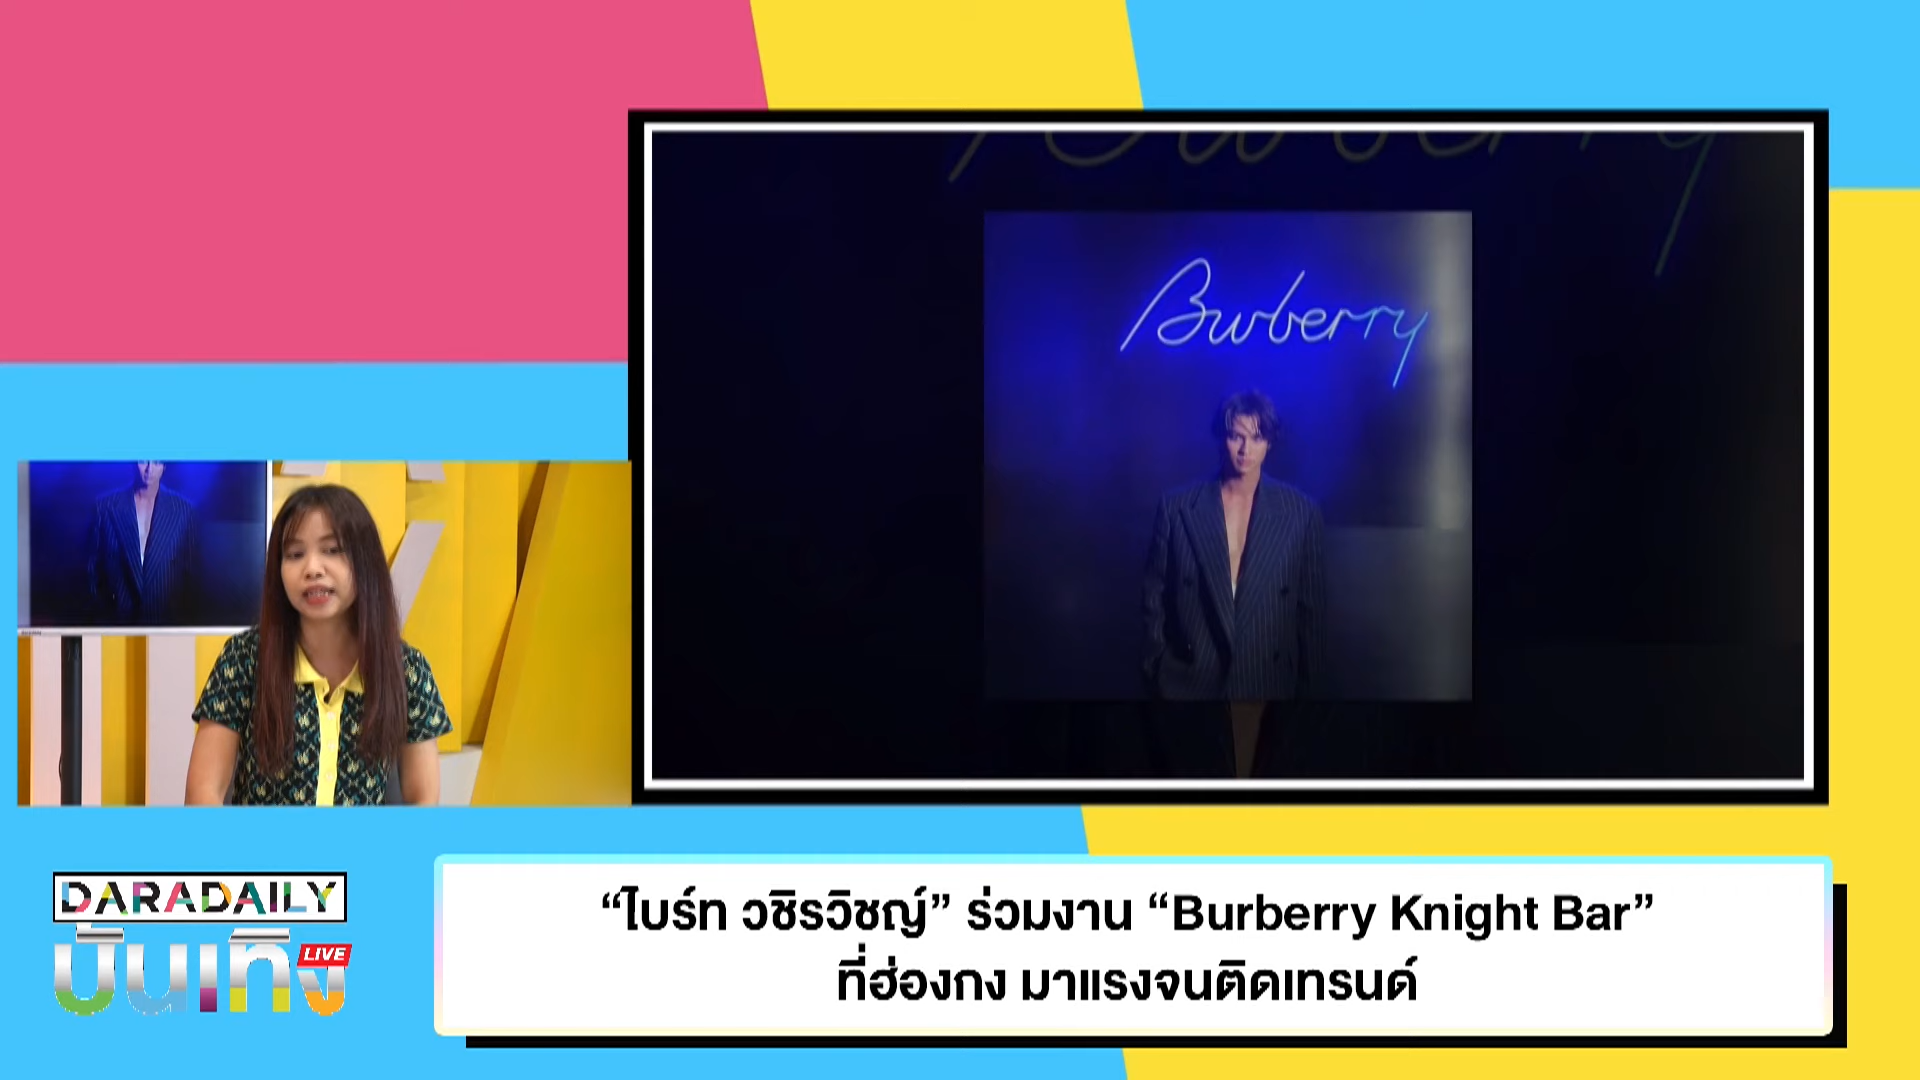 Burberry
Burberry
DARADAILY
บันเทิง
LIVE
“ไบร์ท วชิรวิชญ์” ร่วมงาน “Burberry Knight Bar”
ที่ฮ่องกง มาแรงจนติดเทรนด์